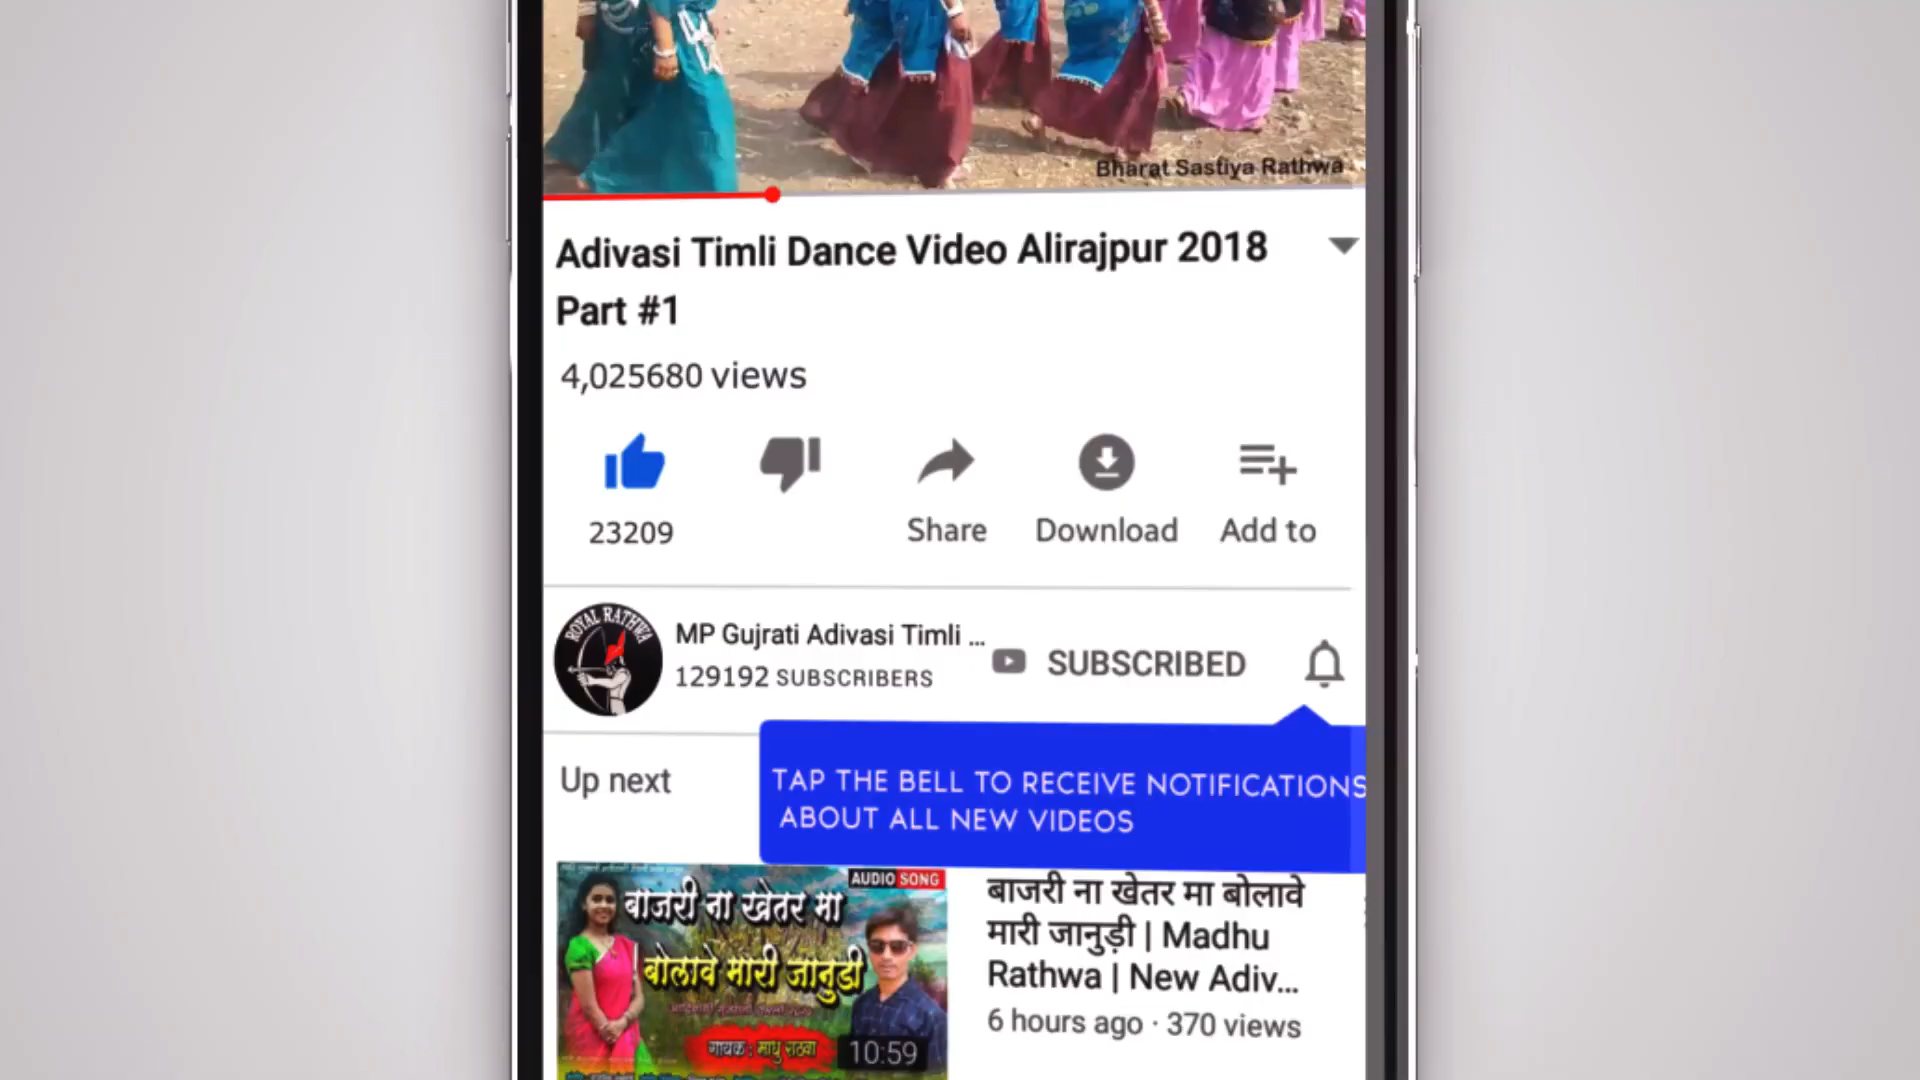 Bharat Sastiya Rathwa
Adivasi Timli Dance Video Alirajpur 2018
Part #1
4,025680 views
23209
Share
Download
Add to
ROYAL RATHWA
MP Gujrati Adivasi Timli ...
129192 SUBSCRIBERS
SUBSCRIBED
TAP THE BELL TO RECEIVE NOTIFICATIONS
ABOUT ALL NEW VIDEOS
Up next
AUDIO SONG
बाजरी ना खेतर मा
बोलावे मारी जानुडी
गायक : माधु राठवा
10:59
बाजरी ना खेतर मा बोलावे
मारी जानुड़ी | Madhu
Rathwa | New Adiv...
6 hours ago · 370 views